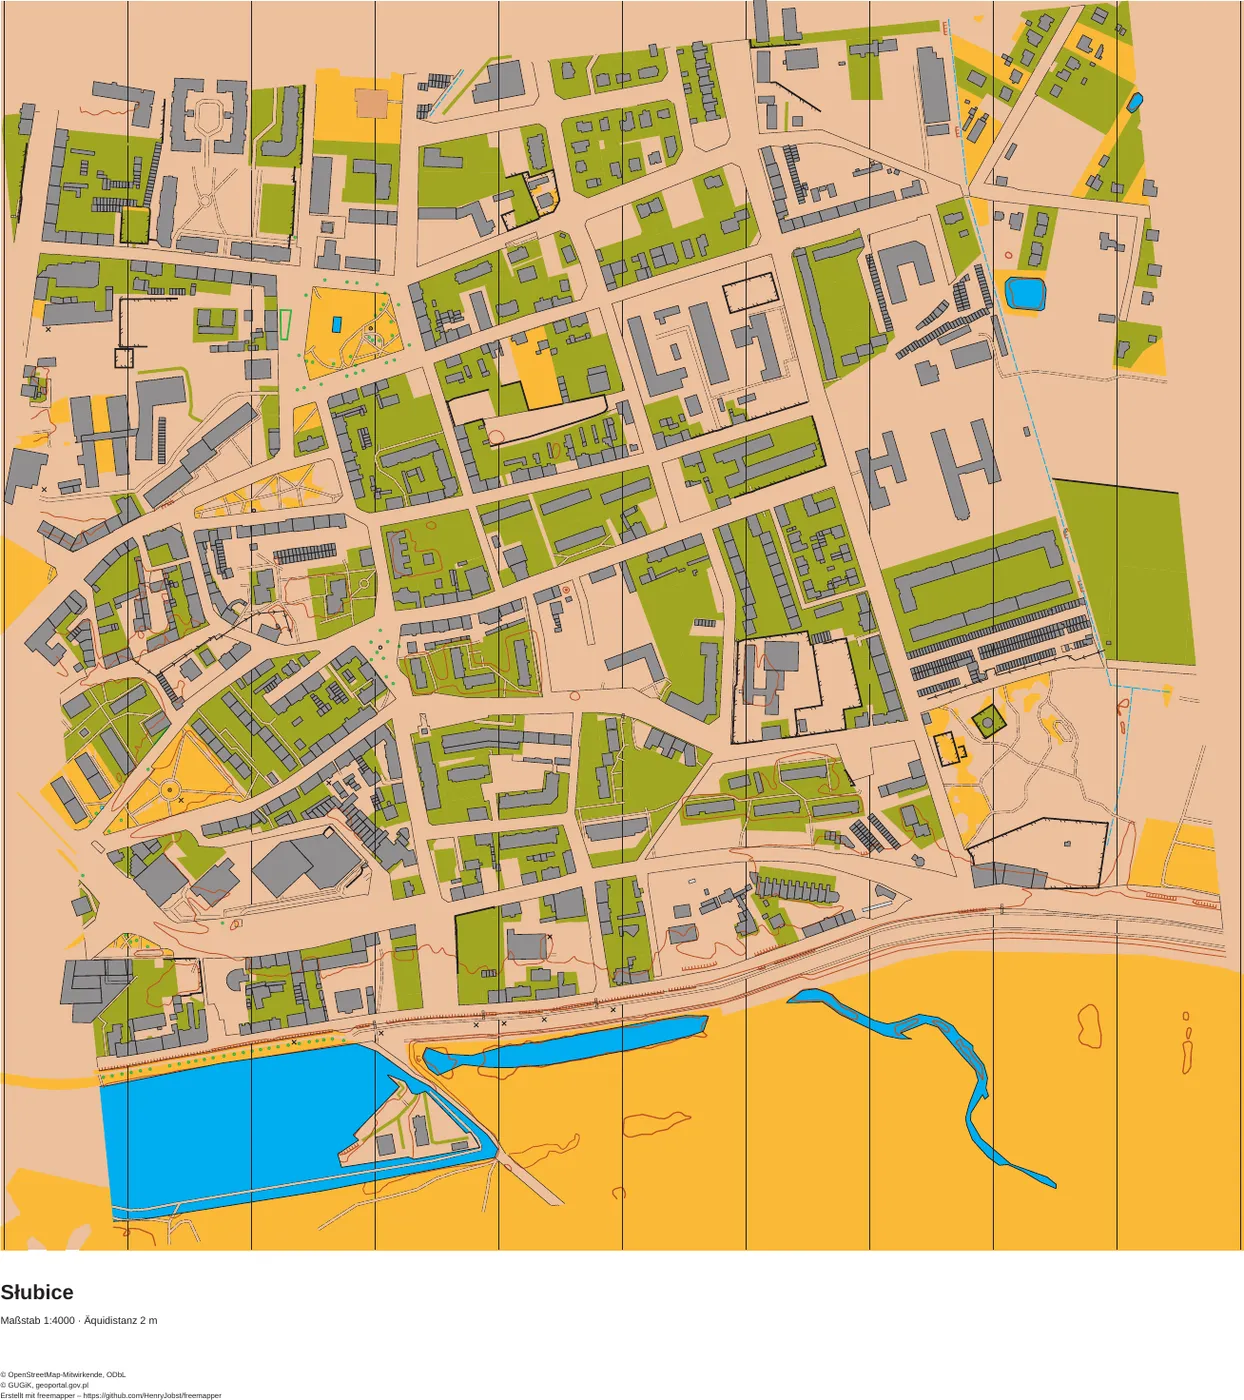 Słubice
Maßstab 1:4000 · Äquidistanz 2 m
© OpenStreetMap-Mitwirkende, ODbL
© GUGiK, geoportal.gov.pl
Erstellt mit freemapper – https://github.com/HenryJobst/freemapper